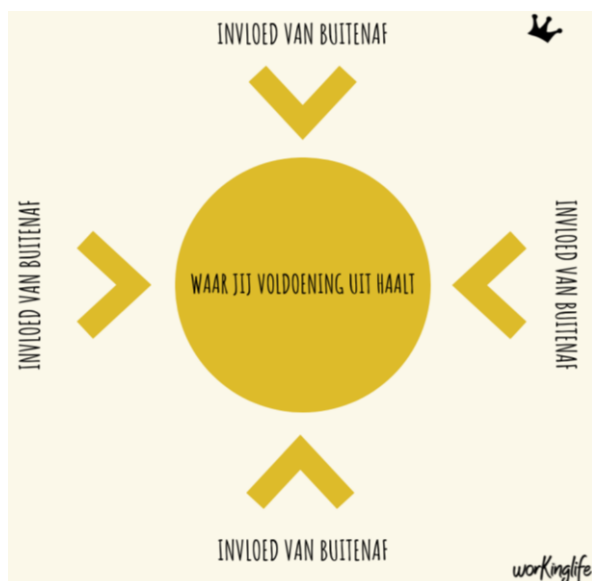 INVLOED VAN BUITENAF
INVLOED VAN BUITENAF
WAAR JIJ VOLDOENING UIT HAALT
INVLOED VAN BUITENAF
INVLOED VAN BUITENAF
worKinglife